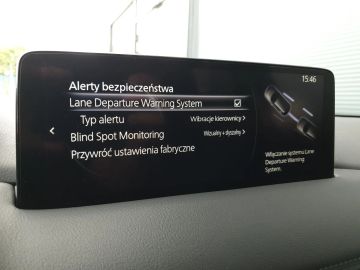 15:46
Alerty bezpieczeństwa
Lane Departure Warning System
Typ alertu Wibracje kierownicy
Blind Spot Monitoring Wizualny + słyszalny
Przywróć ustawienia fabryczne
Włączanie systemu Lane
Departure Warning
System.